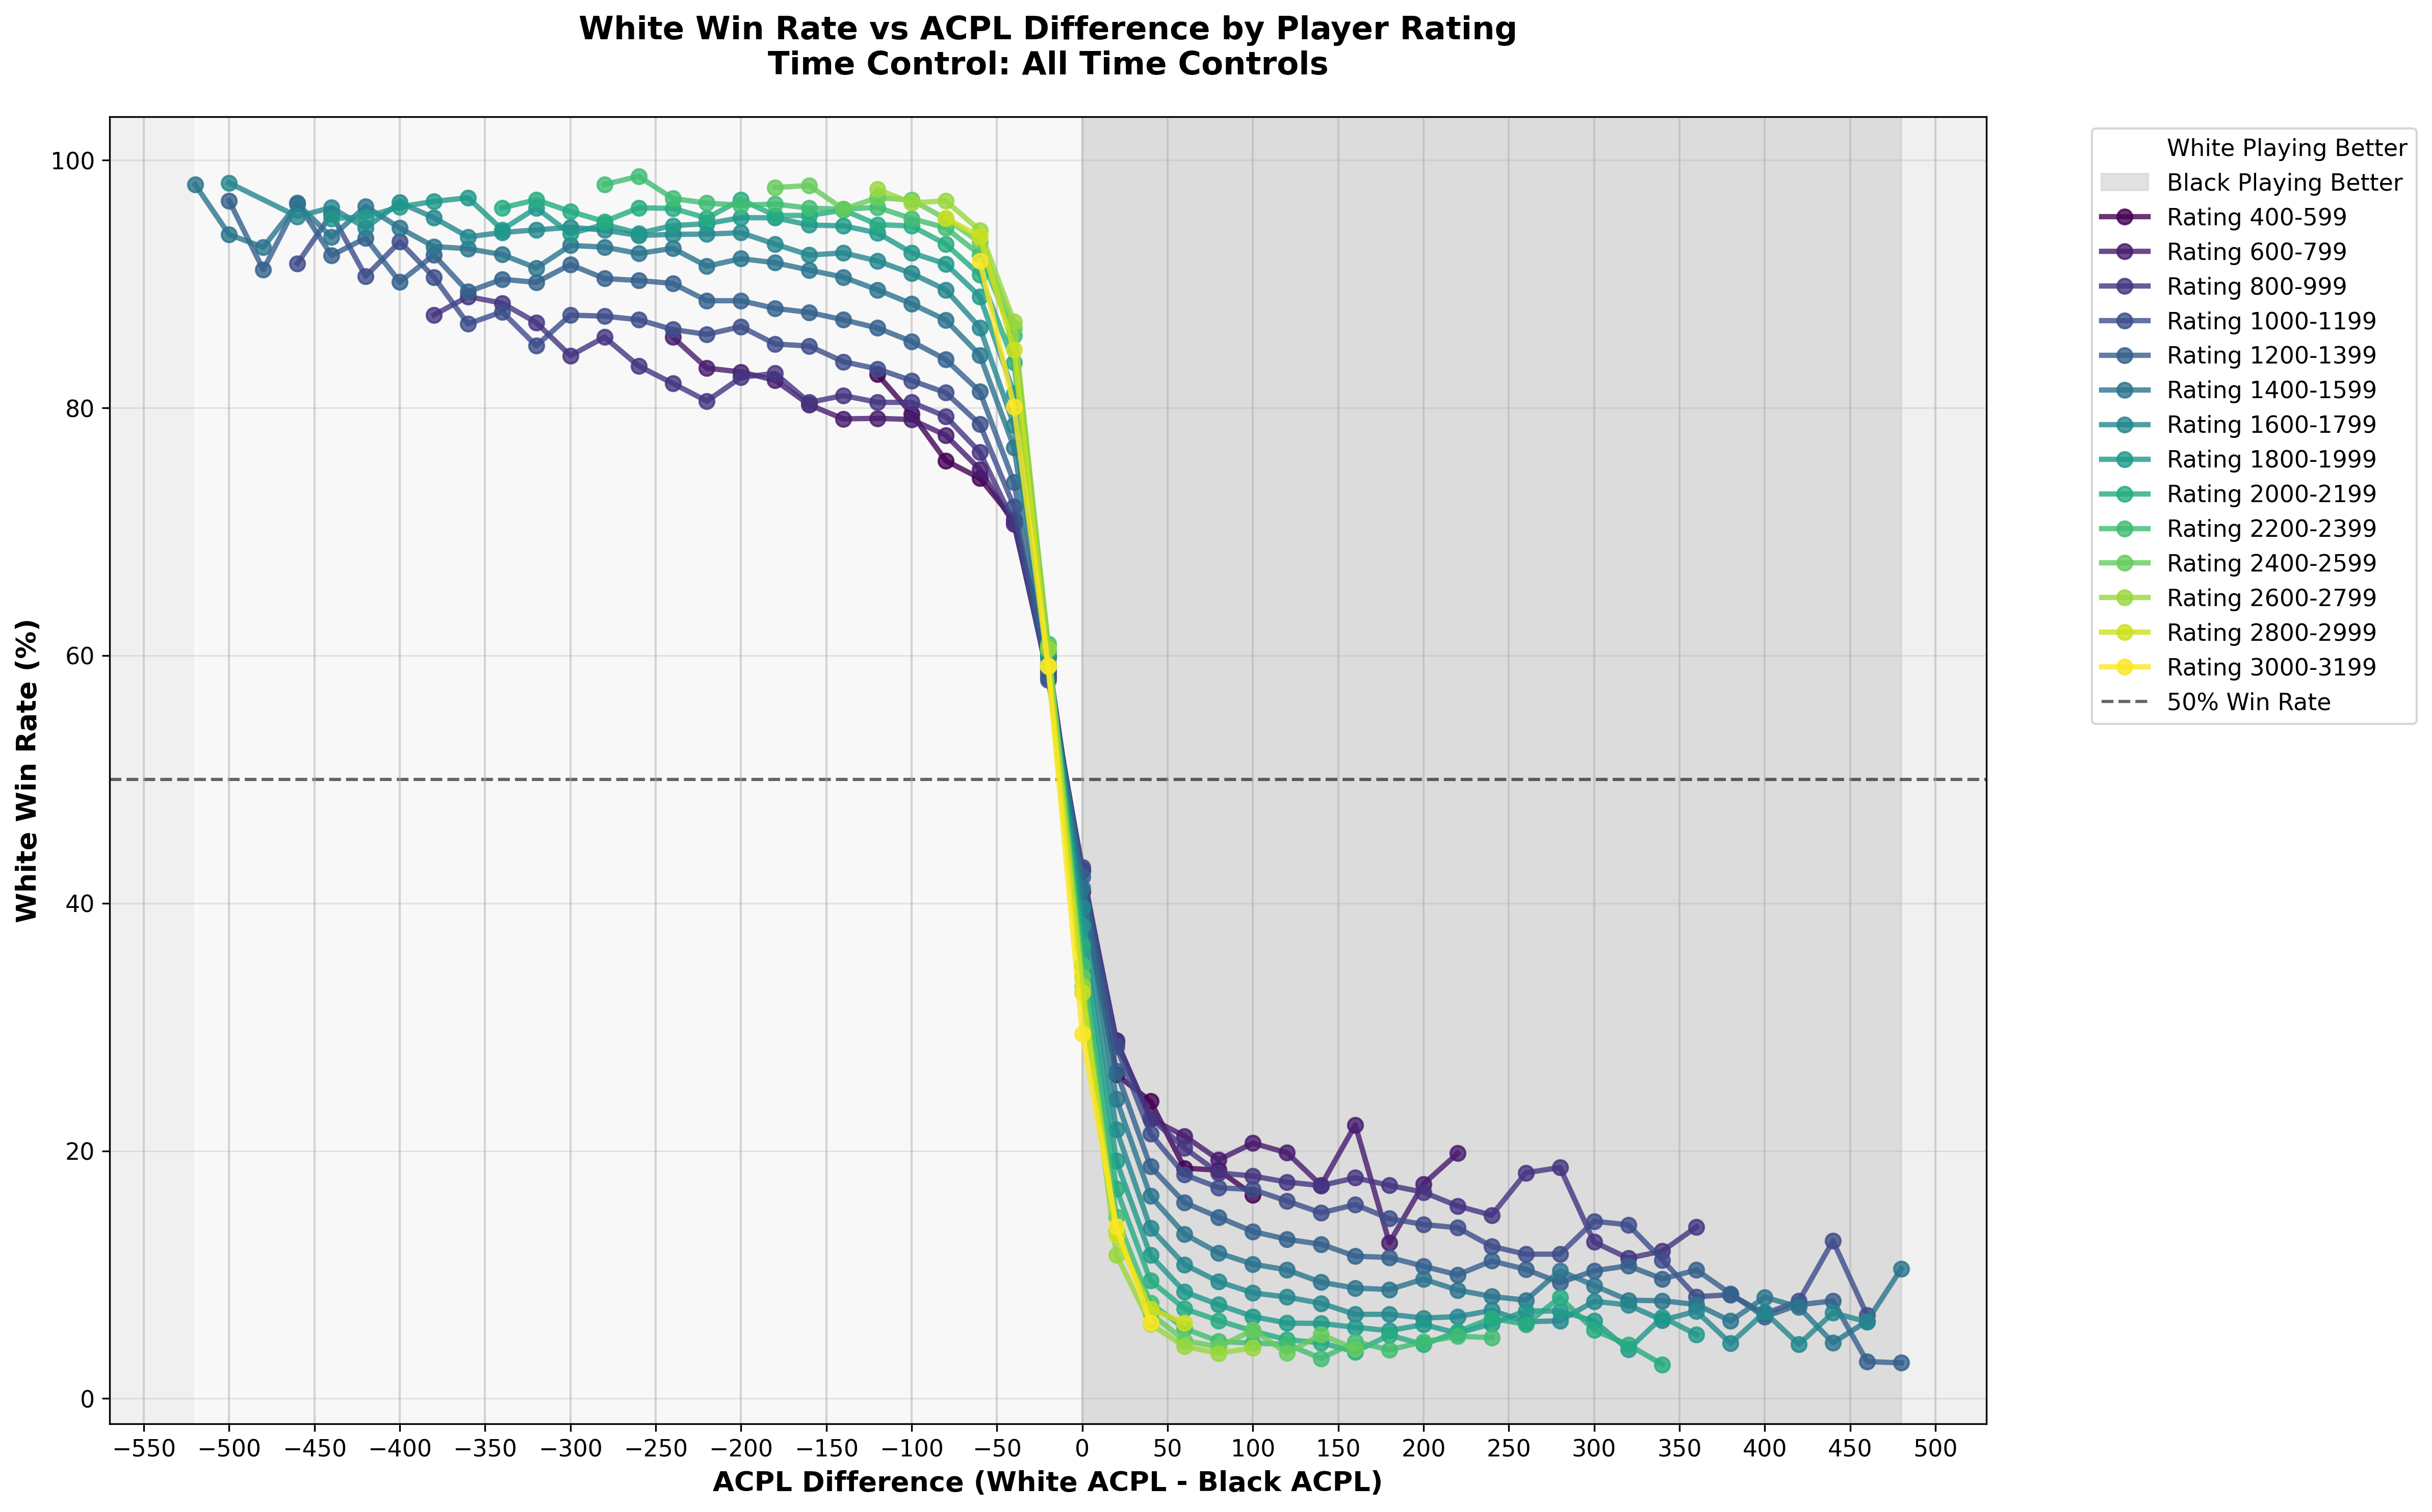 White Win Rate vs ACPL Difference by Player Rating
Time Control: All Time Controls
White Win Rate (%)
100
80
60
40
20
0
−550 −500 −450 −400 −350 −300 −250 −200 −150 −100 −50 0 50 100 150 200 250 300 350 400 450 500
ACPL Difference (White ACPL - Black ACPL)
White Playing Better
Black Playing Better
Rating 400-599
Rating 600-799
Rating 800-999
Rating 1000-1199
Rating 1200-1399
Rating 1400-1599
Rating 1600-1799
Rating 1800-1999
Rating 2000-2199
Rating 2200-2399
Rating 2400-2599
Rating 2600-2799
Rating 2800-2999
Rating 3000-3199
50% Win Rate